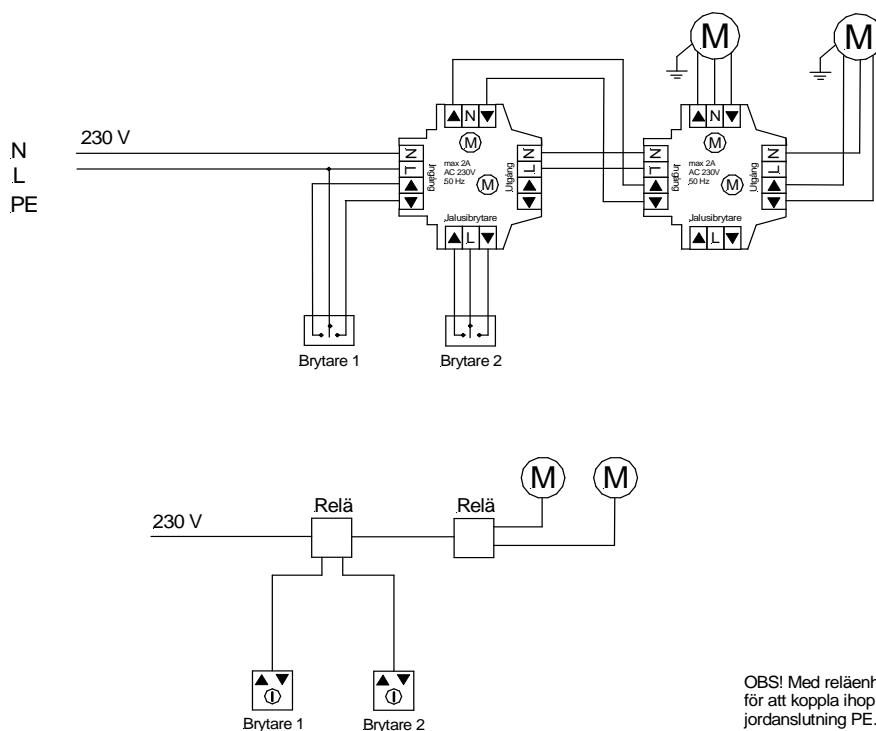 M
M
▲ N ▼
▲ N ▼
230 V
N
L
PE
N
L
▲
▼
Ingång
M
max 2A
AC 230V
50 Hz
M
Utgång
N
L
▲
▼
Jalusibrytare
▲ L ▼
N
L
▲
▼
Ingång
M
max 2A
AC 230V
50 Hz
M
Utgång
N
L
▲
▼
Jalusibrytare
▲ L ▼
Brytare 1
Brytare 2
M
M
Relä
Relä
230 V
▲ ▼
▲ ▼
Brytare 1
Brytare 2
OBS! Med reläenh
för att koppla ihop
jordanslutning PE.